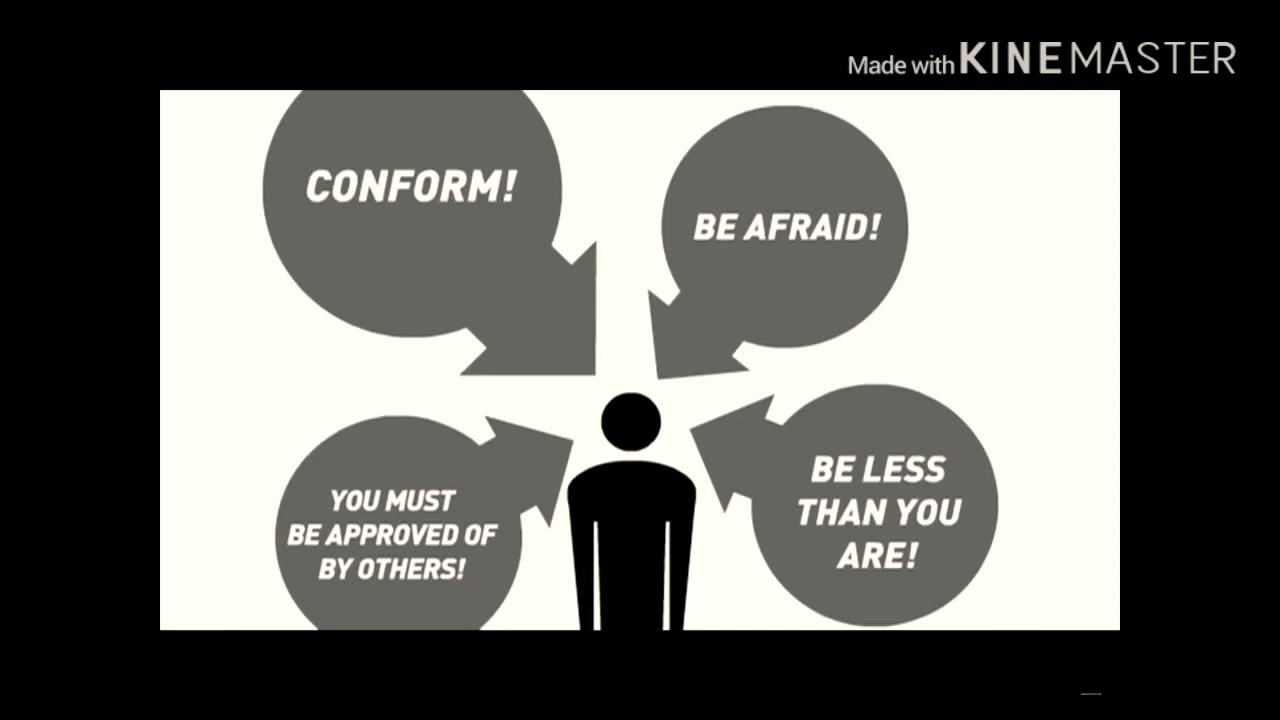 Made with KINEMASTER
CONFORM!
BE AFRAID!
YOU MUST
BE APPROVED OF
BY OTHERS!
BE LESS
THAN YOU
ARE!